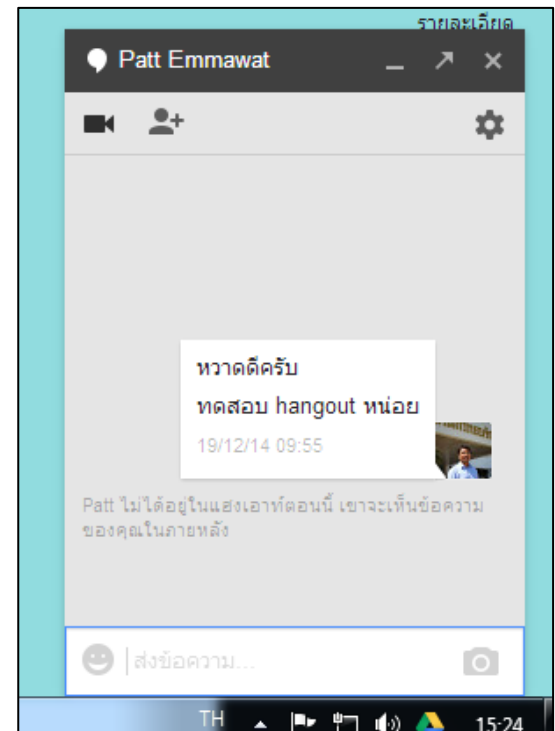 รายละเอียด
Patt Emmawat
หวาดดีครับ
ทดสอบ hangout หน่อย
19/12/14 09:55
Patt ไม่ได้อยู่ในแฮงเอาท์ตอนนี้ เขาจะเห็นข้อความ
ของคุณในภายหลัง
ส่งข้อความ...
TH
15:24